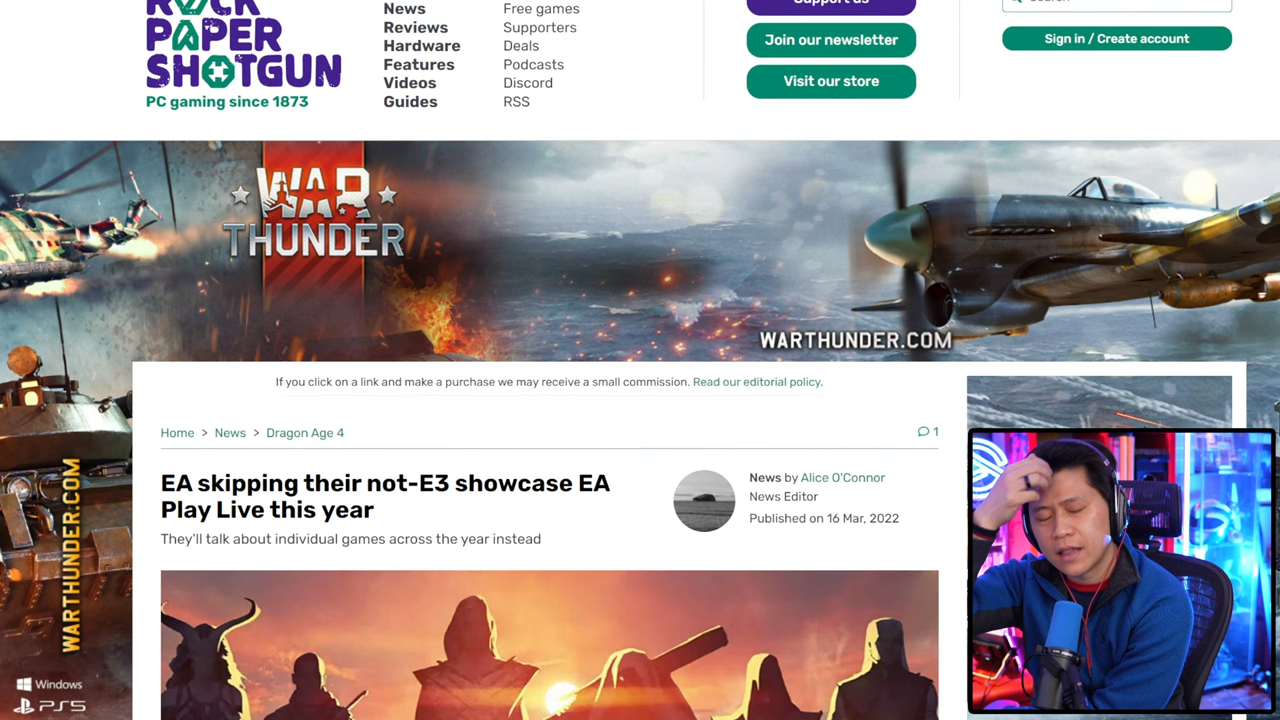 ROCK
PAPER
SHOTGUN
PC gaming since 1873
News
Reviews
Hardware
Features
Videos
Guides
Free games
Supporters
Deals
Podcasts
Discord
RSS
Support us
Join our newsletter
Visit our store
Search
Sign in / Create account
WAR
THUNDER
WARTHUNDER.COM
WARTHUNDER.COM
Windows
PS5
If you click on a link and make a purchase we may receive a small commission. Read our editorial policy.
Home > News > Dragon Age 4
1
EA skipping their not-E3 showcase EA
Play Live this year
They'll talk about individual games across the year instead
News by Alice O'Connor
News Editor
Published on 16 Mar, 2022